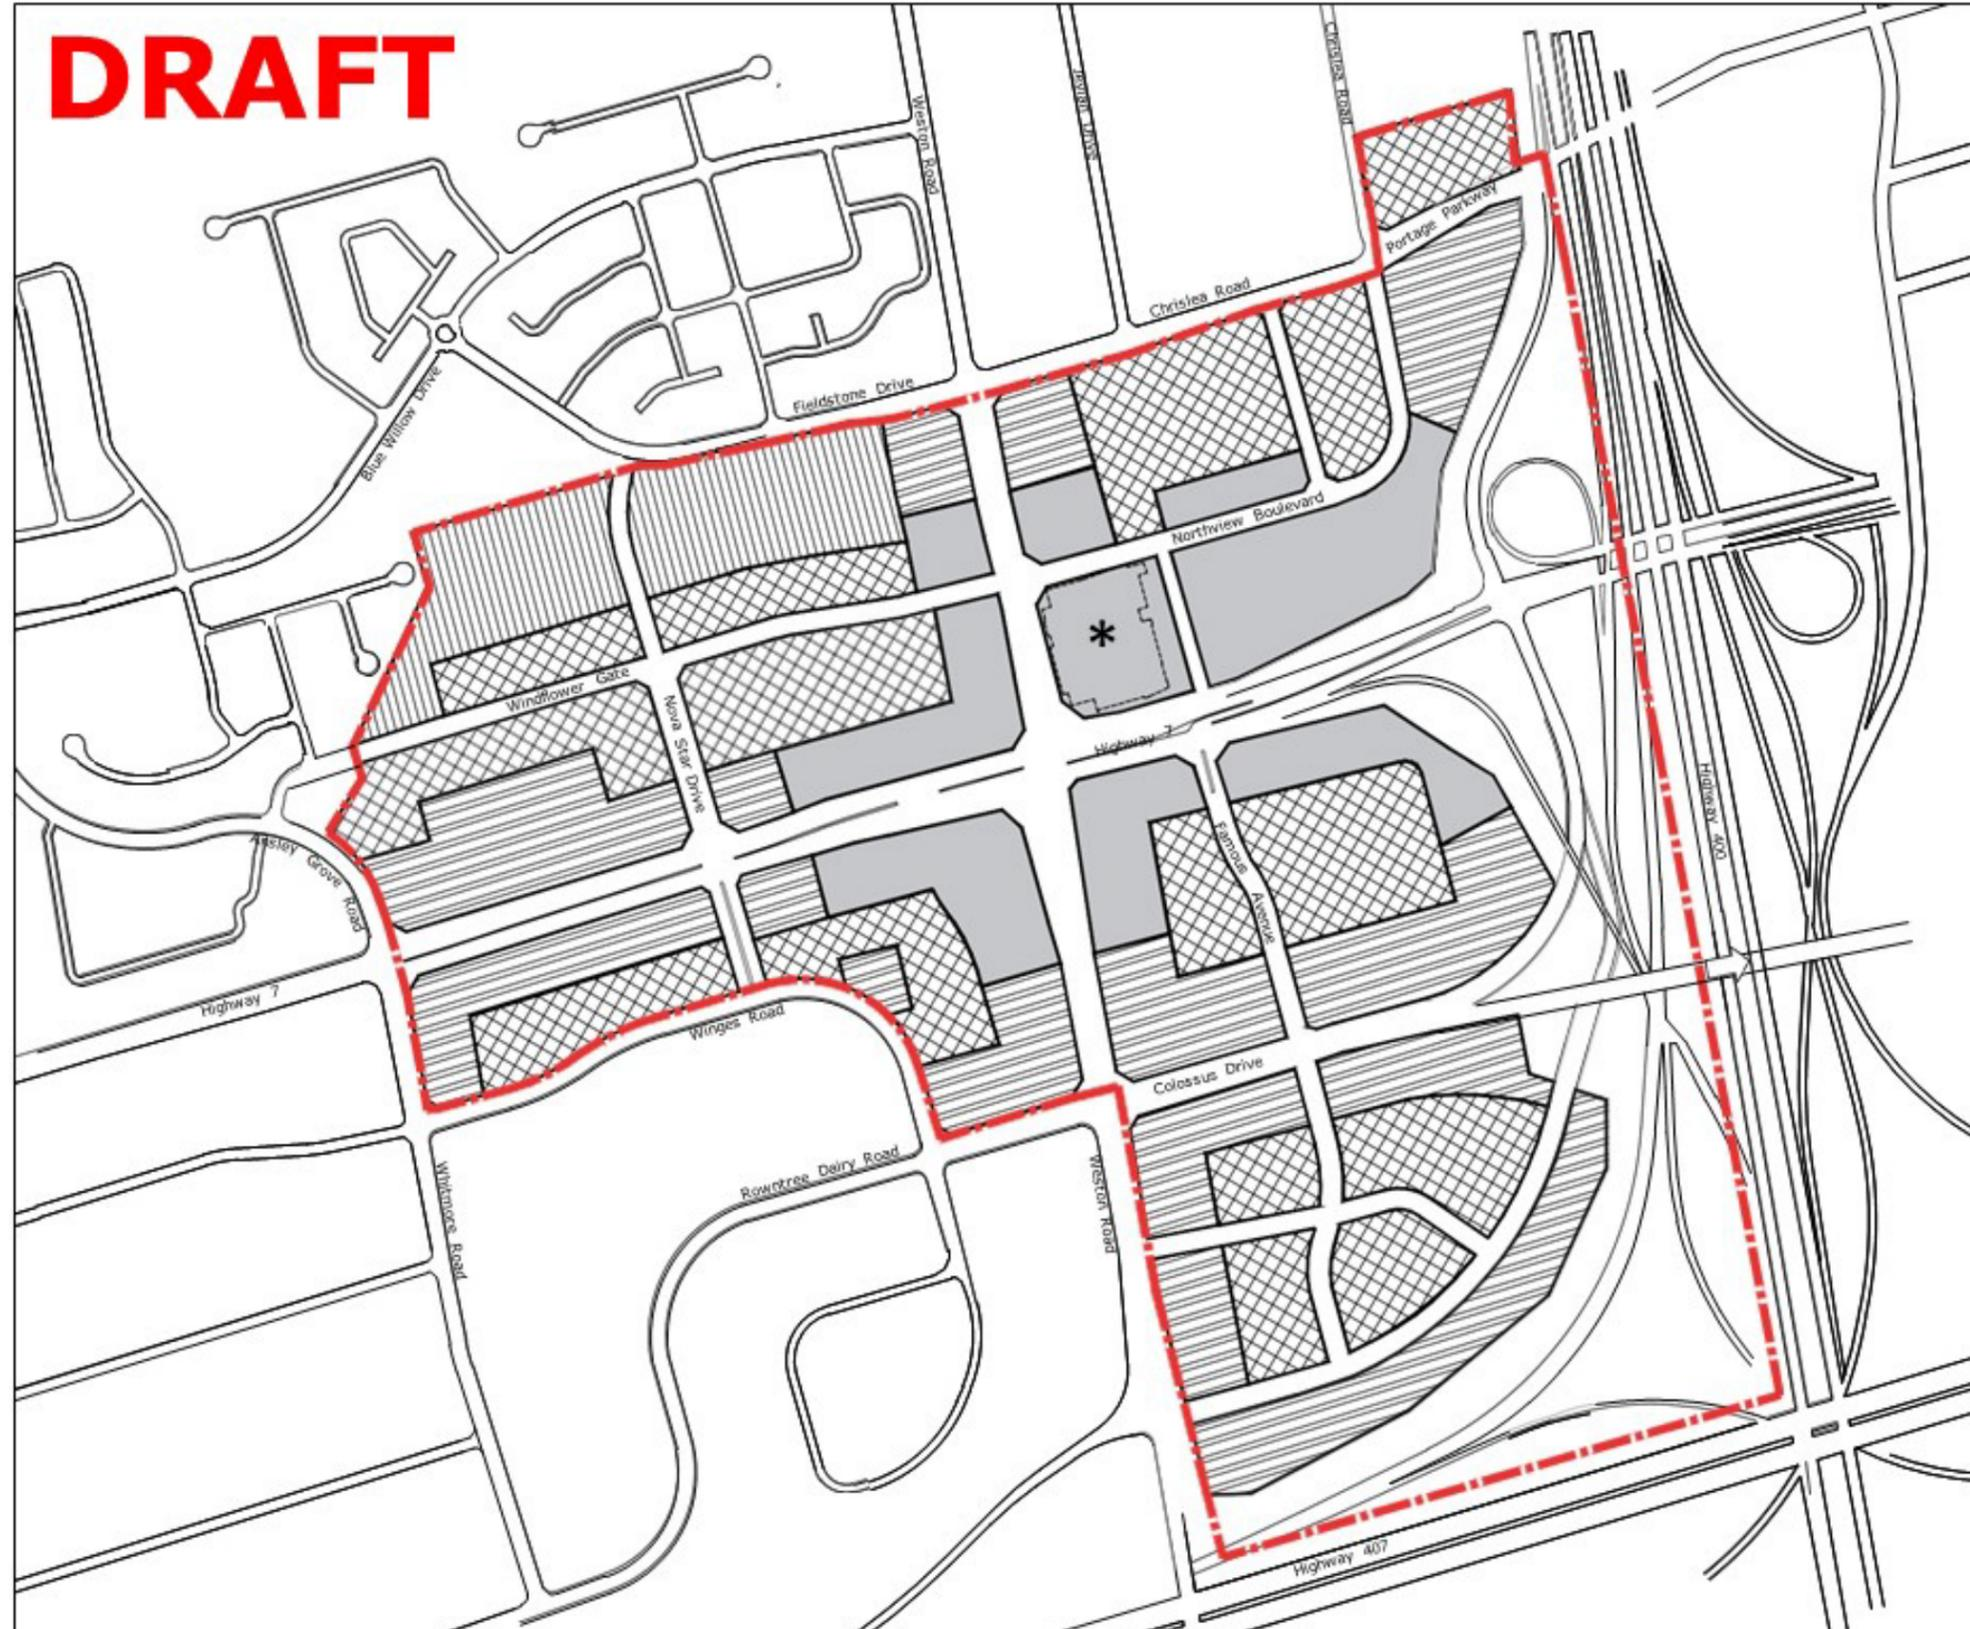 DRAFT
Weston Road
Jevlan Drive
Chrislea Road
Portage Parkway
Chrislea Road
Fieldstone Drive
Blue Willow Drive
Northview Boulevard
*
Windflower Gate
Nova Star Drive
Highway 7
Highway 400
Ansley Grove Road
Famous Avenue
Highway 7
Winges Road
Colossus Drive
Rowntree Dairy Road
Whitmore Road
Weston Road
Highway 407